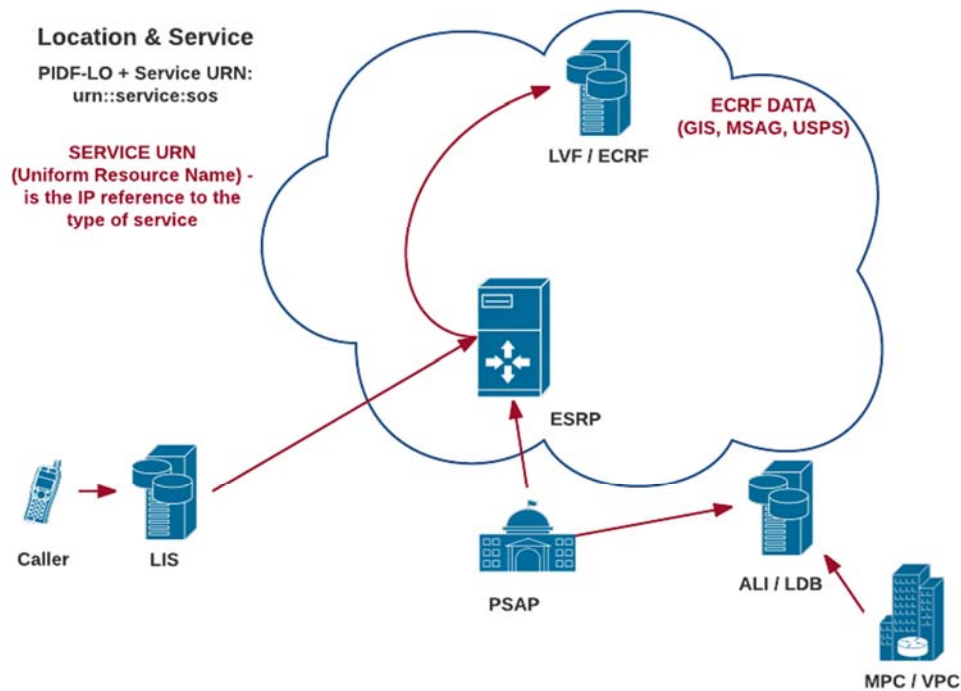 Location & Service
PIDF-LO + Service URN:
urn::service:sos
SERVICE URN
(Uniform Resource Name) -
is the IP reference to the
type of service
LVF / ECRF
ECRF DATA
(GIS, MSAG, USPS)
ESRP
Caller
LIS
PSAP
ALI / LDB
MPC / VPC